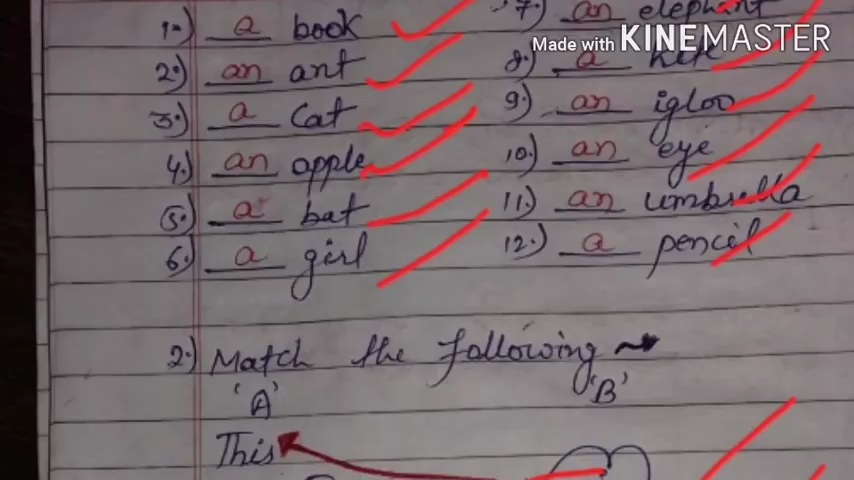 1.) a book
2.) an ant
3.) a Cat
4.) an apple
5.) a bat
6.) a girl
7.) an elephant
Made with KINEMASTER
8.) a
9.) an igloo
10.) an eye
11.) an umbrella
12.) a pencil
2.) Match the following
'A' 'B'
This